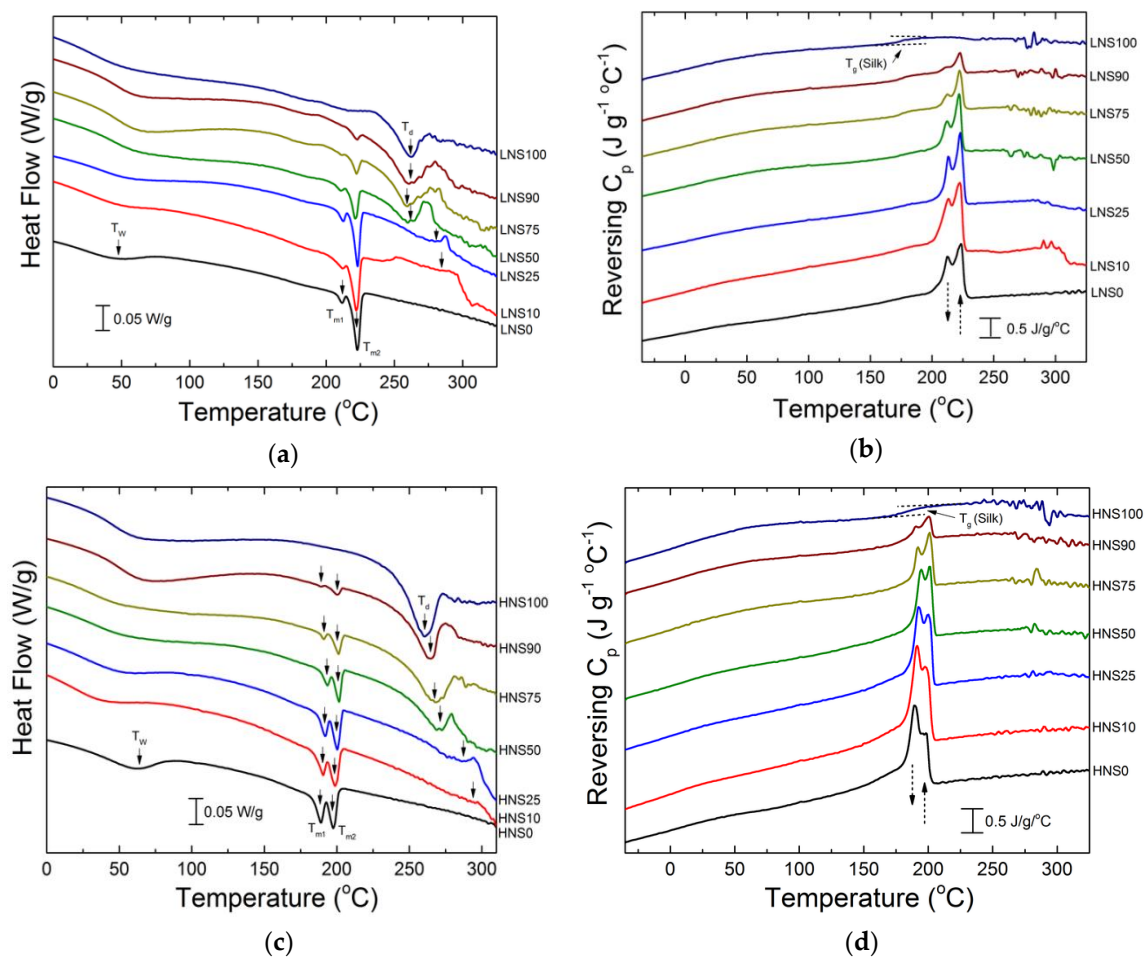 Heat Flow (W/g)
T_W
0.05 W/g
T_m1
T_m2
T_d
LNS100
LNS90
LNS75
LNS50
LNS25
LNS10
LNS0
0 50 100 150 200 250 300
Temperature (°C)
(a)
Reversing C_p (J g⁻¹ °C⁻¹)
T_g (Silk)
LNS100
LNS90
LNS75
LNS50
LNS25
LNS10
LNS0
0.5 J/g/°C
0 50 100 150 200 250 300
Temperature (°C)
(b)
Heat Flow (W/g)
T_W
0.05 W/g
T_m1
T_m2
T_d
HNS100
HNS90
HNS75
HNS50
HNS25
HNS10
HNS0
0 50 100 150 200 250 300
Temperature (°C)
(c)
Reversing C_p (J g⁻¹ °C⁻¹)
T_g (Silk)
HNS100
HNS90
HNS75
HNS50
HNS25
HNS10
HNS0
0.5 J/g/°C
0 50 100 150 200 250 300
Temperature (°C)
(d)